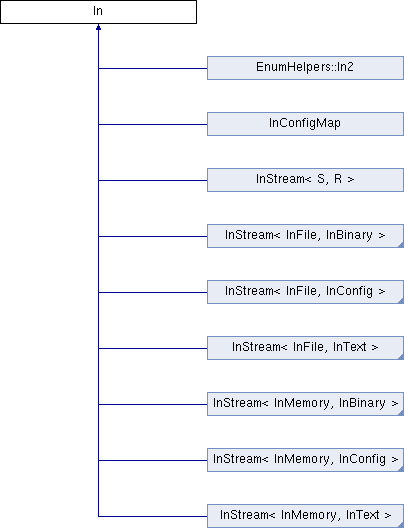 In
EnumHelpers::In2
InConfigMap
InStream< S, R >
InStream< InFile, InBinary >
InStream< InFile, InConfig >
InStream< InFile, InText >
InStream< InMemory, InBinary >
InStream< InMemory, InConfig >
InStream< InMemory, InText >